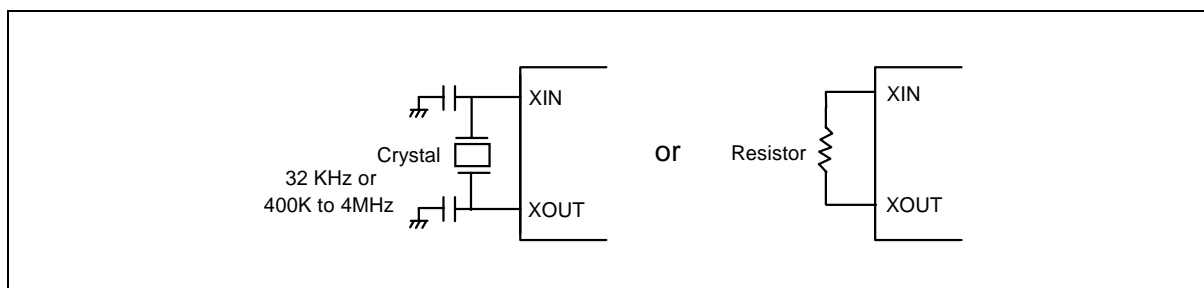 XIN
Crystal
32 KHz or
400K to 4MHz
XOUT
or
XIN
Resistor
XOUT